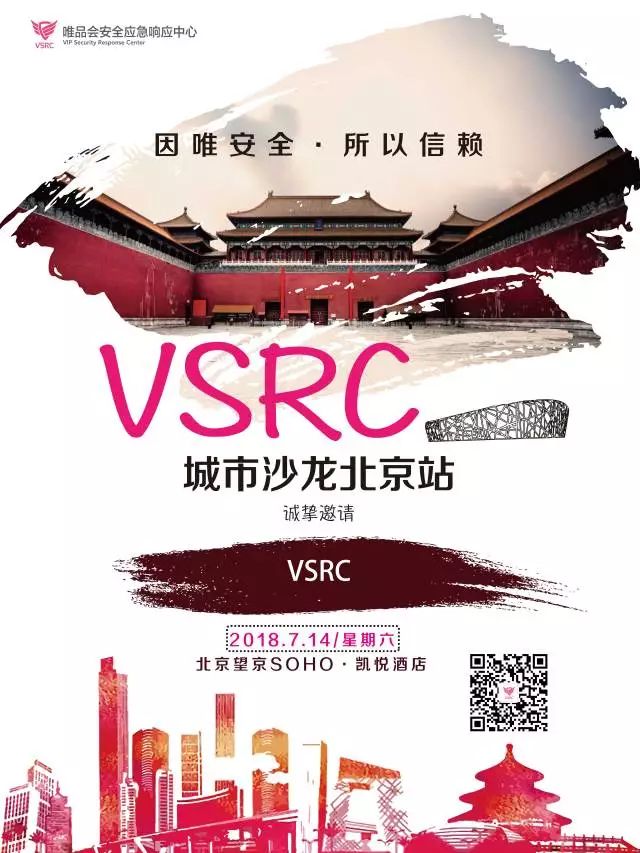 唯品会安全应急响应中心
VSRC
VIP Security Response Center
因唯安全·所以信赖
VSRC
城市沙龙北京站
诚挚邀请
VSRC
2018.7.14/星期六
北京望京SOHO·凯悦酒店